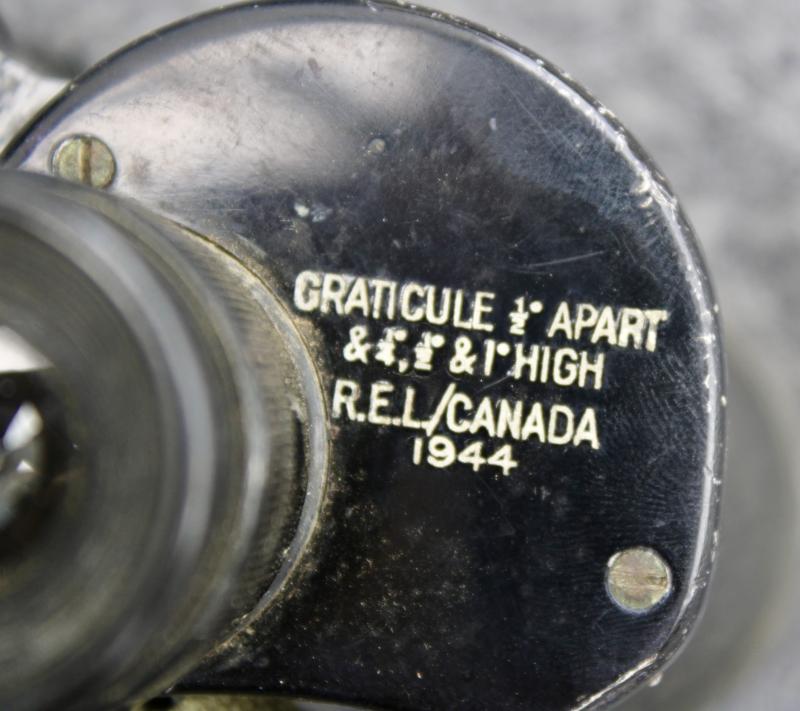 GRATICULE ½° APART
& ¼°, ½° & 1° HIGH
R.E.L./CANADA
1944